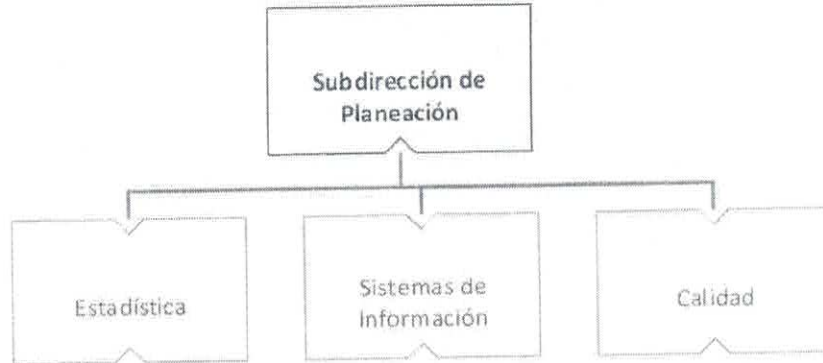 Subdirección de
Planeación
Estadística
Sistemas de
Información
Calidad